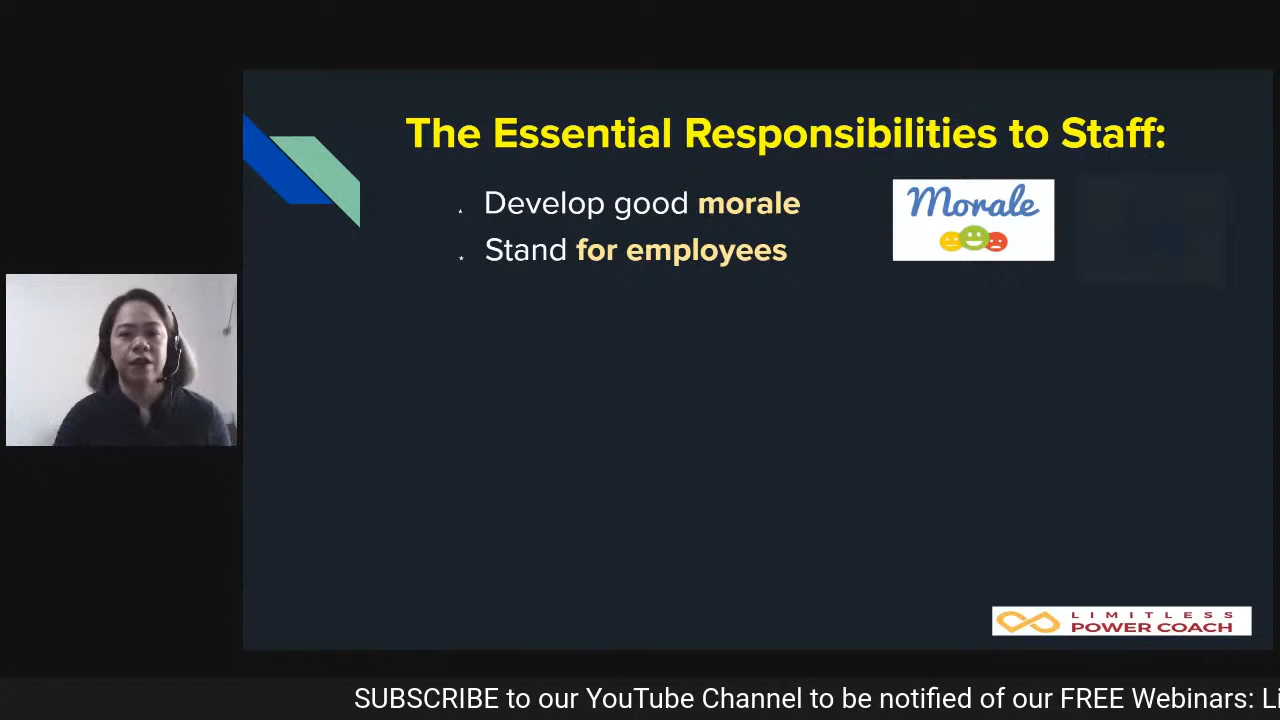 The Essential Responsibilities to Staff:
Develop good morale
Stand for employees
Morale
LIMITLESS
POWER COACH
SUBSCRIBE to our YouTube Channel to be notified of our FREE Webinars: Li